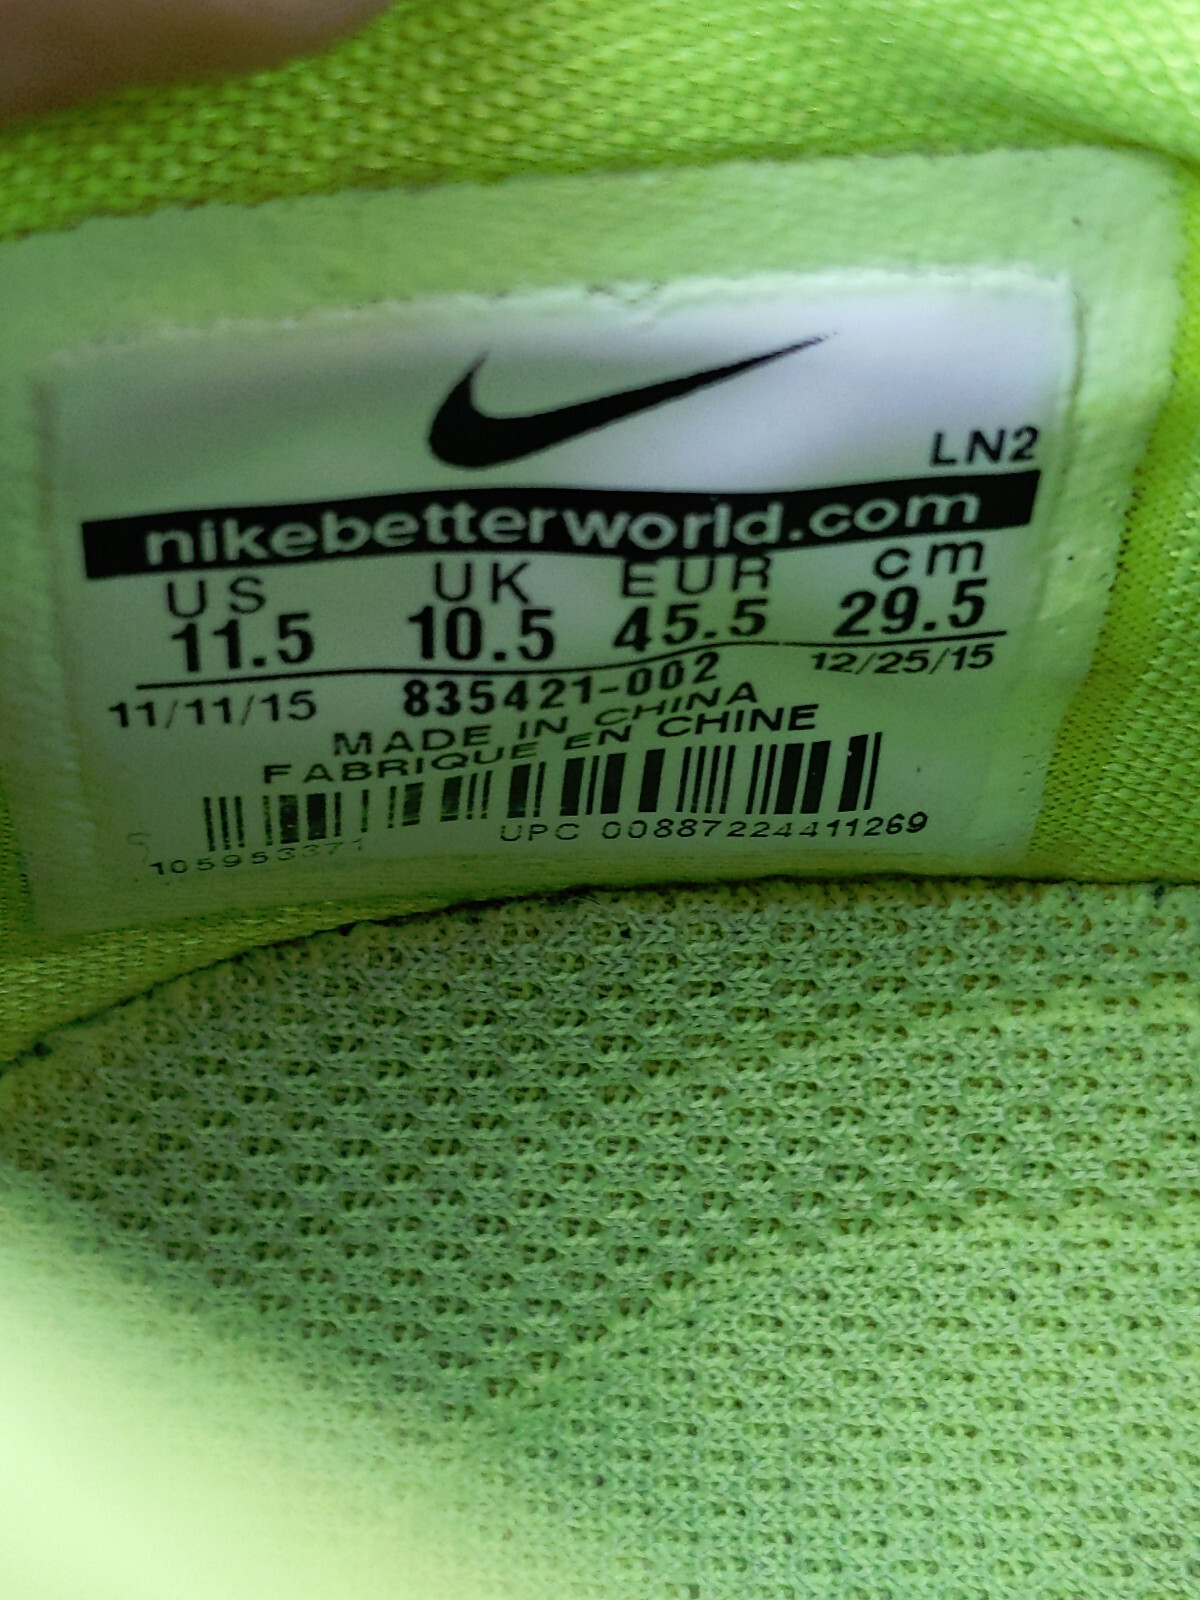 LN2
nikebetterworld.com
US UK EUR cm
11.5 10.5 45.5 29.5
11/11/15 835421-002 12/25/15
MADE IN CHINA
FABRIQUE EN CHINE
UPC 00887224411269
105953371